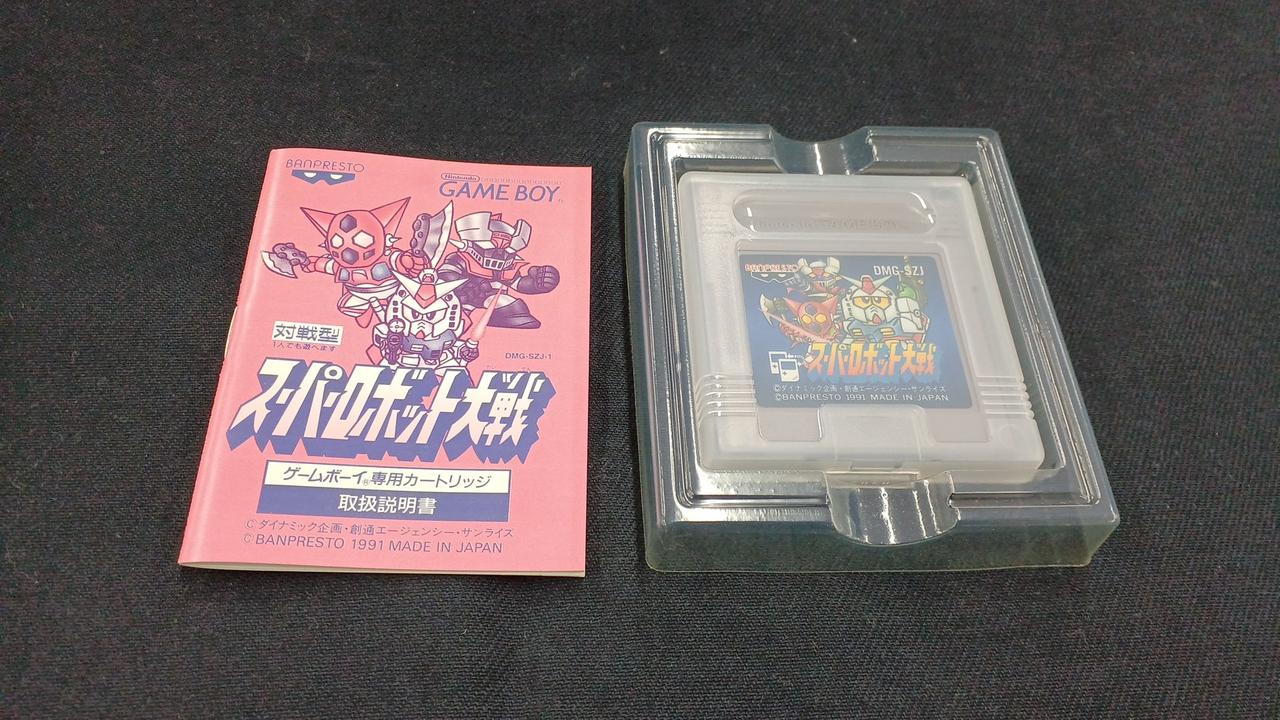 BANPRESTO
Nintendo
GAME BOY
対戦型
1人でも遊べます
DMG-SZJ-1
スーパーロボット大戦
ゲームボーイ®専用カートリッジ
取扱説明書
© ダイナミック企画・創通エージェンシー・サンライズ
©BANPRESTO 1991 MADE IN JAPAN
BANPRESTO
DMG-SZJ
スーパーロボット大戦
©ダイナミック企画・創通エージェンシー・サンライズ
©BANPRESTO 1991 MADE IN JAPAN